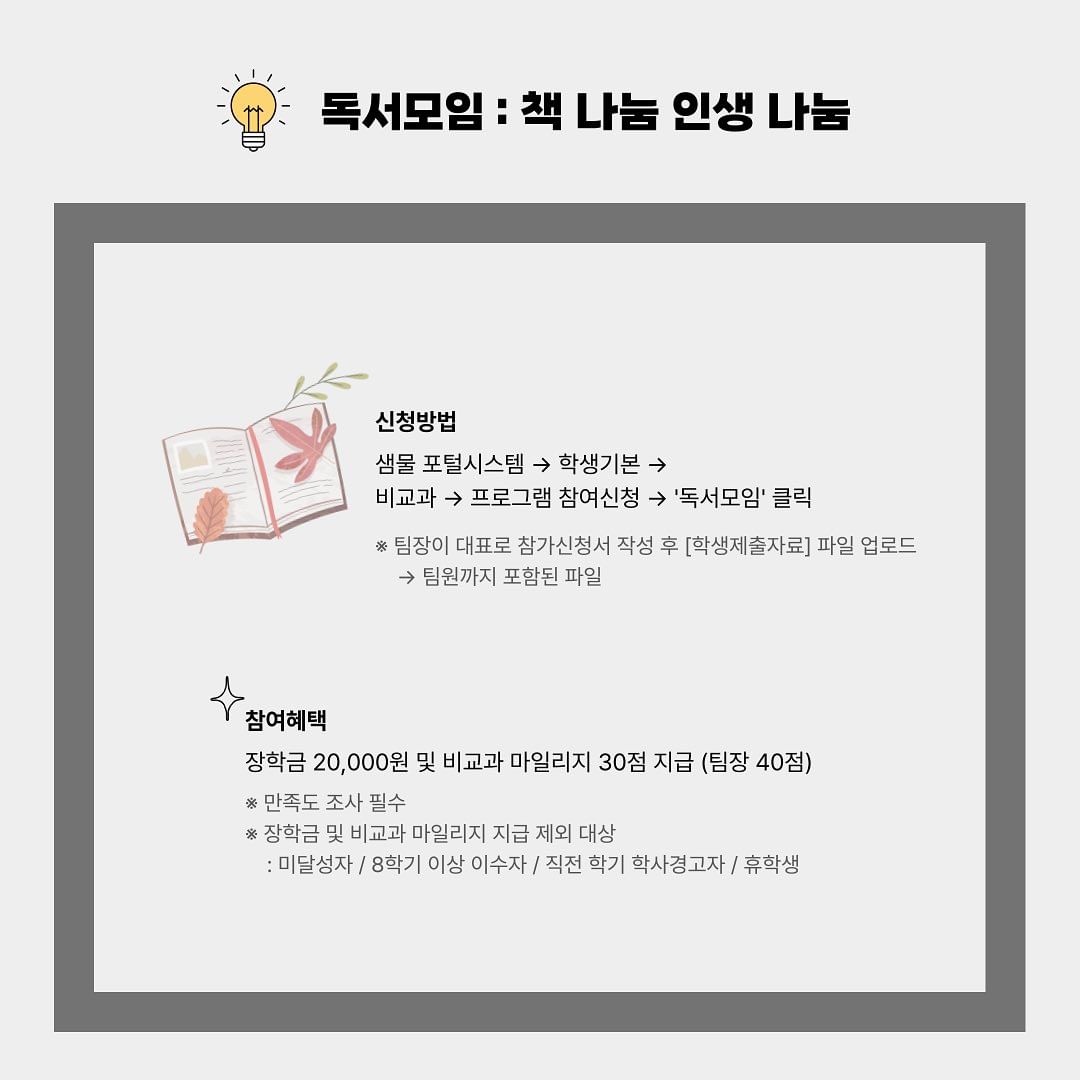 독서모임 : 책 나눔 인생 나눔
신청방법
샘물 포털시스템 → 학생기본 →
비교과 → 프로그램 참여신청 → '독서모임' 클릭
※ 팀장이 대표로 참가신청서 작성 후 [학생제출자료] 파일 업로드
→ 팀원까지 포함된 파일
참여혜택
장학금 20,000원 및 비교과 마일리지 30점 지급 (팀장 40점)
※ 만족도 조사 필수
※ 장학금 및 비교과 마일리지 지급 제외 대상
: 미달성자 / 8학기 이상 이수자 / 직전 학기 학사경고자 / 휴학생